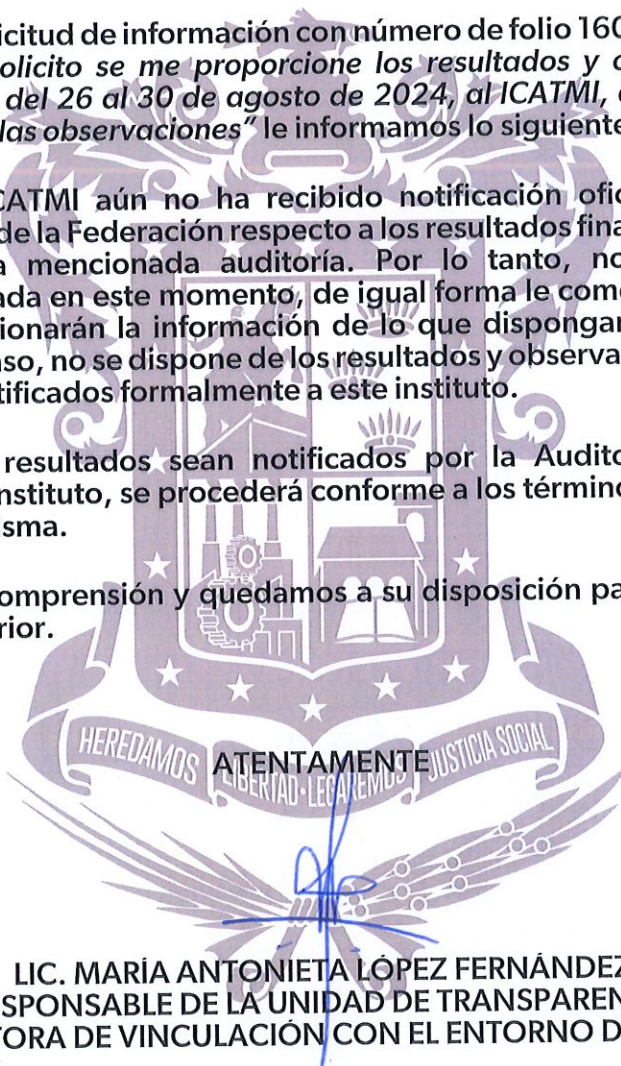 icitud de información con número de folio 160
olicito se me proporcione los resultados y o
del 26 al 30 de agosto de 2024, al ICATMI,
las observaciones" le informamos lo siguiente
CATMI aún no ha recibido notificación ofic
de la Federación respecto a los resultados fina
a mencionada auditoría. Por lo tanto, no
ada en este momento, de igual forma le come
cionarán la información de lo que dispongan
aso, no se dispone de los resultados y observa
tificados formalmente a este instituto.
resultados sean notificados por la Audito
nstituto, se procederá conforme a los término
isma.
omprensión y quedamos a su disposición pa
rior.
HEREDAMOS LIBERTAD·LEGAREMOS JUSTICIA SOCIAL
ATENTAMENTE
LIC. MARÍA ANTONIETA LÓPEZ FERNÁNDEZ
SPONSABLE DE LA UNIDAD DE TRANSPAREN
TORA DE VINCULACIÓN CON EL ENTORNO D